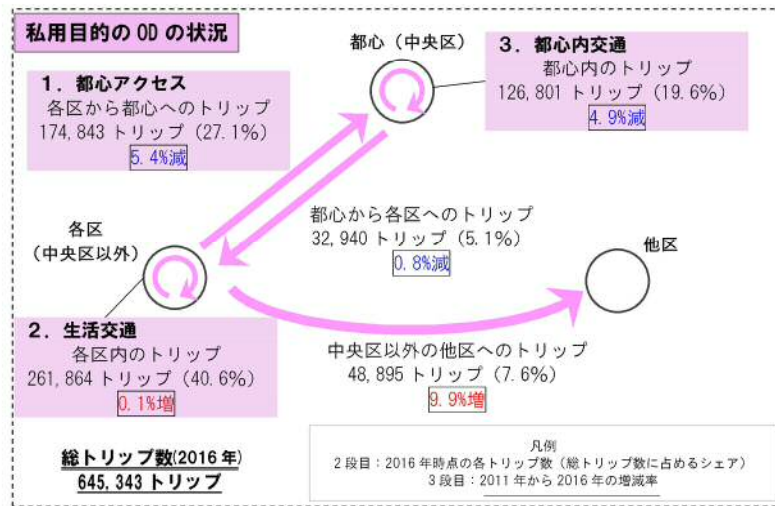 私用目的の OD の状況
都心（中央区）
1. 都心アクセス
各区から都心へのトリップ
174,843 トリップ（27.1%）
5.4%減
3. 都心内交通
都心内のトリップ
126,801 トリップ（19.6%）
4.9%減
都心から各区へのトリップ
32,940 トリップ（5.1%）
0.8%減
各区
（中央区以外）
他区
2. 生活交通
各区内のトリップ
261,864 トリップ（40.6%）
0.1%増
中央区以外の他区へのトリップ
48,895 トリップ（7.6%）
9.9%増
総トリップ数(2016 年)
645,343 トリップ
凡例
2 段目：2016 年時点の各トリップ数（総トリップ数に占めるシェア）
3 段目：2011 年から 2016 年の増減率